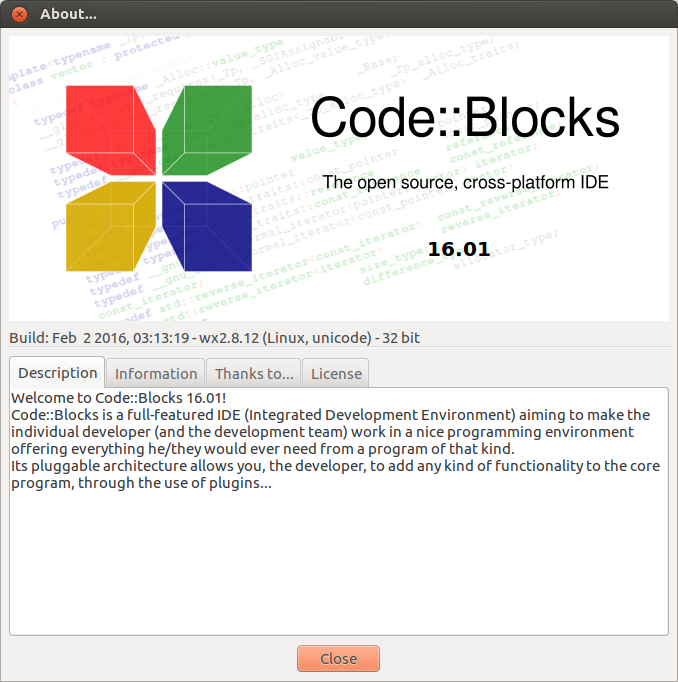 About...
Code::Blocks
The open source, cross-platform IDE
16.01
Build: Feb  2 2016, 03:13:19 - wx2.8.12 (Linux, unicode) - 32 bit
Description Information Thanks to... License
Welcome to Code::Blocks 16.01!
Code::Blocks is a full-featured IDE (Integrated Development Environment) aiming to make the
individual developer (and the development team) work in a nice programming environment
offering everything he/they would ever need from a program of that kind.
Its pluggable architecture allows you, the developer, to add any kind of functionality to the core
program, through the use of plugins...
Close